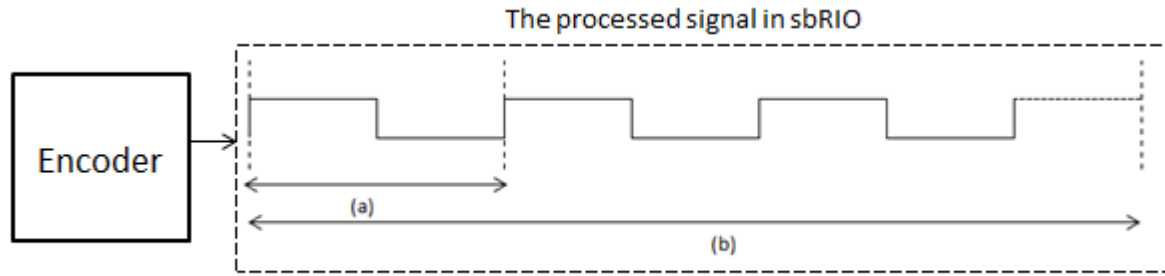 The processed signal in sbRIO
Encoder
(a)
(b)